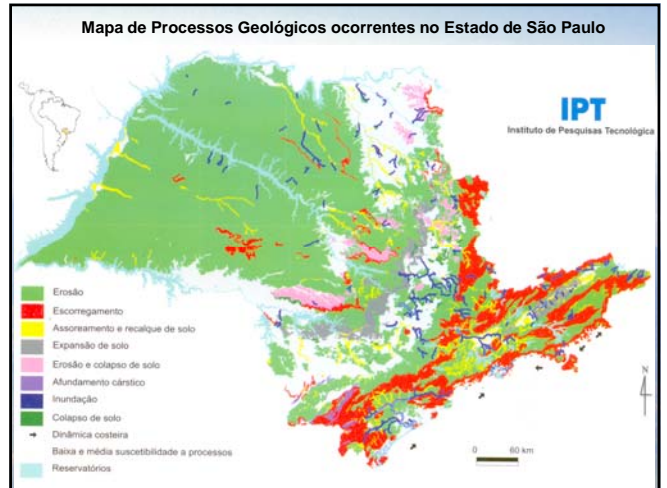 Mapa de Processos Geológicos ocorrentes no Estado de São Paulo
IPT
Instituto de Pesquisas Tecnológica
Erosão
Escorregamento
Assoreamento e recalque de solo
Expansão de solo
Erosão e colapso de solo
Afundamento cárstico
Inundação
Colapso de solo
Dinâmica costeira
Baixa e média suscetibilidade a processos
Reservatórios
N
0 60 km